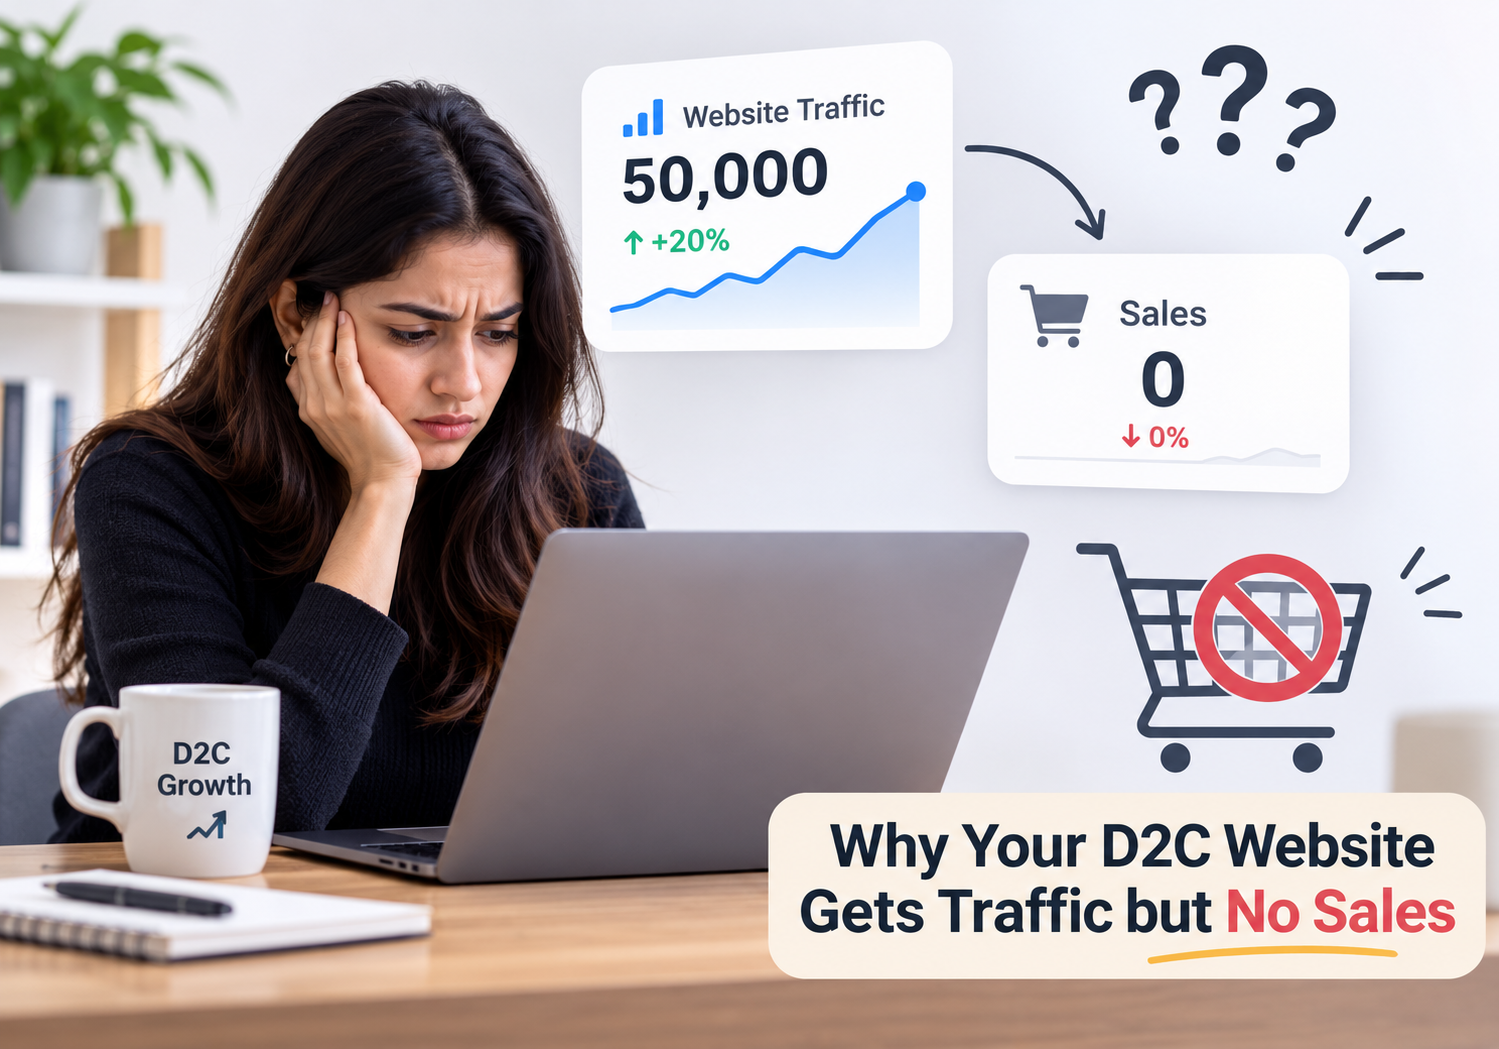 Website Traffic
50,000
↑ +20%
???
Sales
0
↓ 0%
D2C
Growth
Why Your D2C Website
Gets Traffic but No Sales